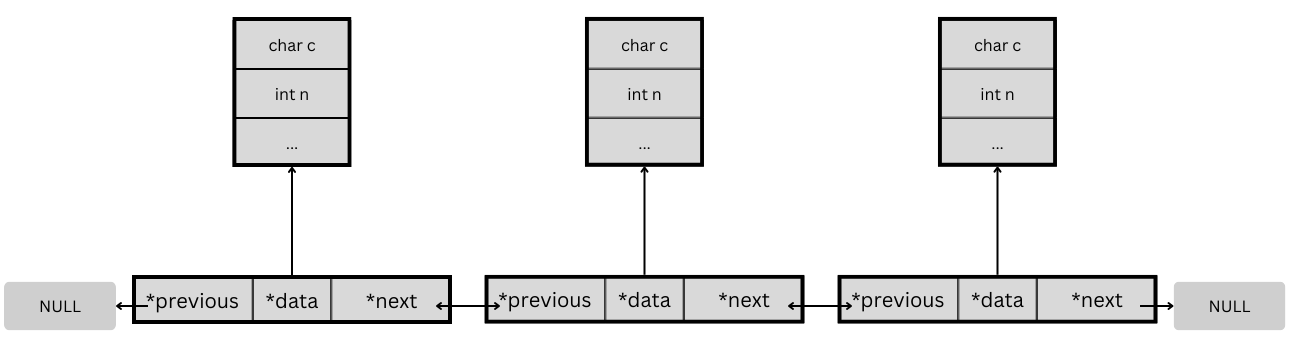 char c
int n
...
char c
int n
...
char c
int n
...
NULL
*previous
*data
*next
*previous
*data
*next
*previous
*data
*next
NULL